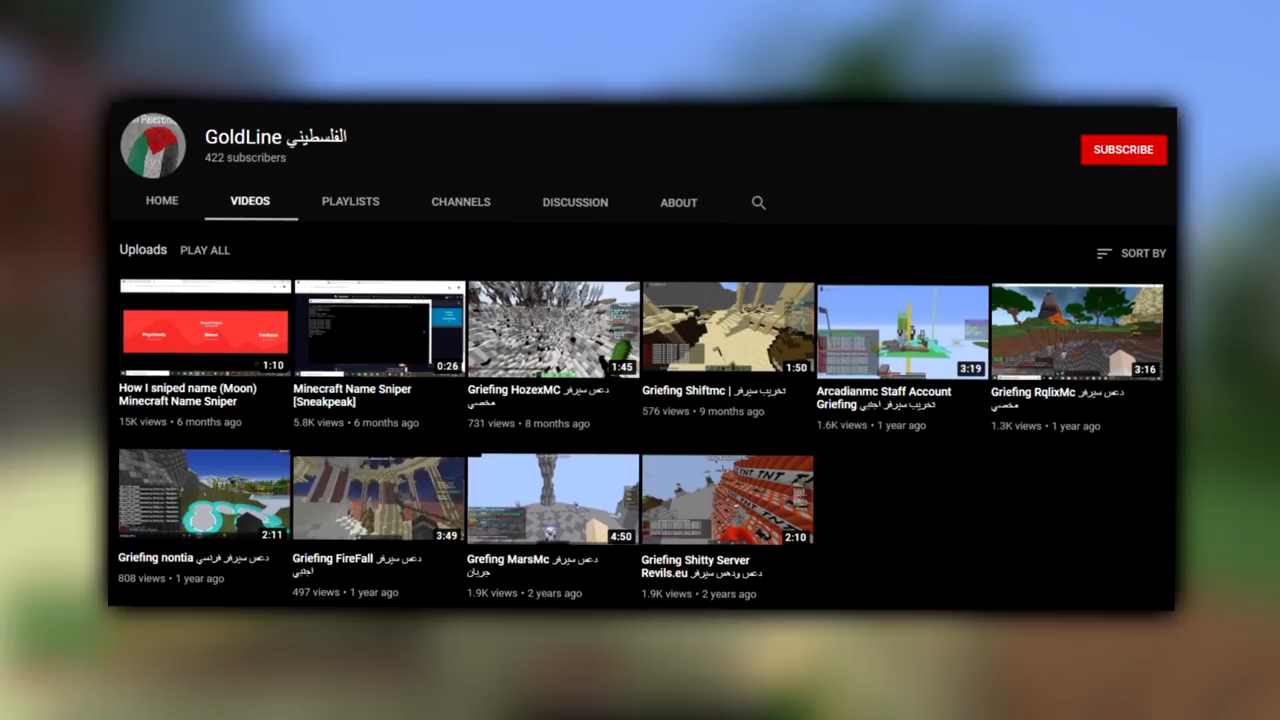 GoldLine الفلسطيني
422 subscribers
SUBSCRIBE
HOME VIDEOS PLAYLISTS CHANNELS DISCUSSION ABOUT
Uploads PLAY ALL
SORT BY
1:10
How I sniped name (Moon)
Minecraft Name Sniper
15K views • 6 months ago
0:26
Minecraft Name Sniper
[Sneakpeak]
5.8K views • 6 months ago
1:45
Griefing HozexMC دعس سيرفر
مخصي
731 views • 8 months ago
1:50
Griefing Shiftmc | تخريب سيرفر
576 views • 9 months ago
3:19
Arcadianmc Staff Account
Griefing تخريب سيرفر اجنبي
1.6K views • 1 year ago
3:16
Griefing RqlixMc دعس سيرفر
مخصي
1.3K views • 1 year ago
2:11
Griefing nontia دعس سيرفر فرنسي
808 views • 1 year ago
3:49
Griefing FireFall دعس سيرفر
اجنبي
497 views • 1 year ago
4:50
Grefing MarsMc دعس سيرفر
جربان
1.9K views • 2 years ago
TNT TNT
2:10
Griefing Shitty Server
Revils.eu دعس ودهس سيرفر
1.9K views • 2 years ago